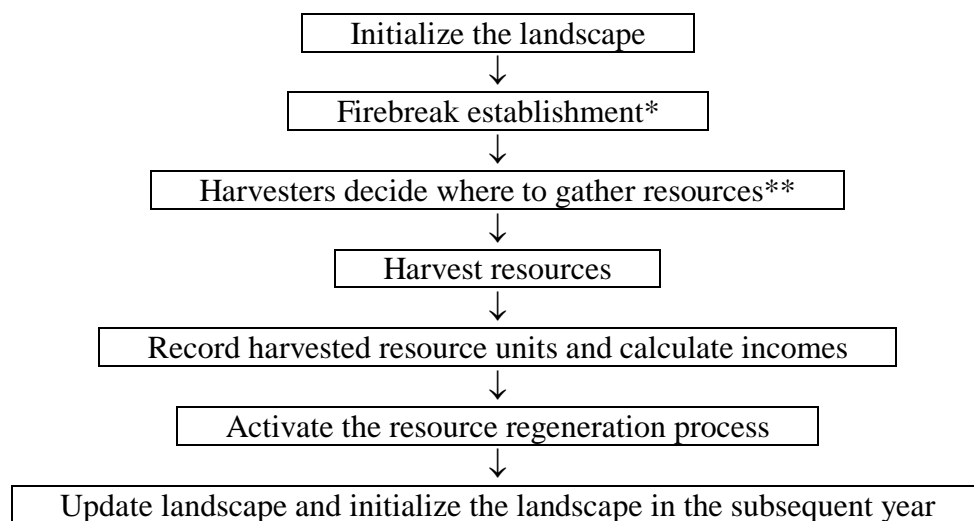 Initialize the landscape
↓
Firebreak establishment*
↓
Harvesters decide where to gather resources**
↓
Harvest resources
↓
Record harvested resource units and calculate incomes
↓
Activate the resource regeneration process
↓
Update landscape and initialize the landscape in the subsequent year